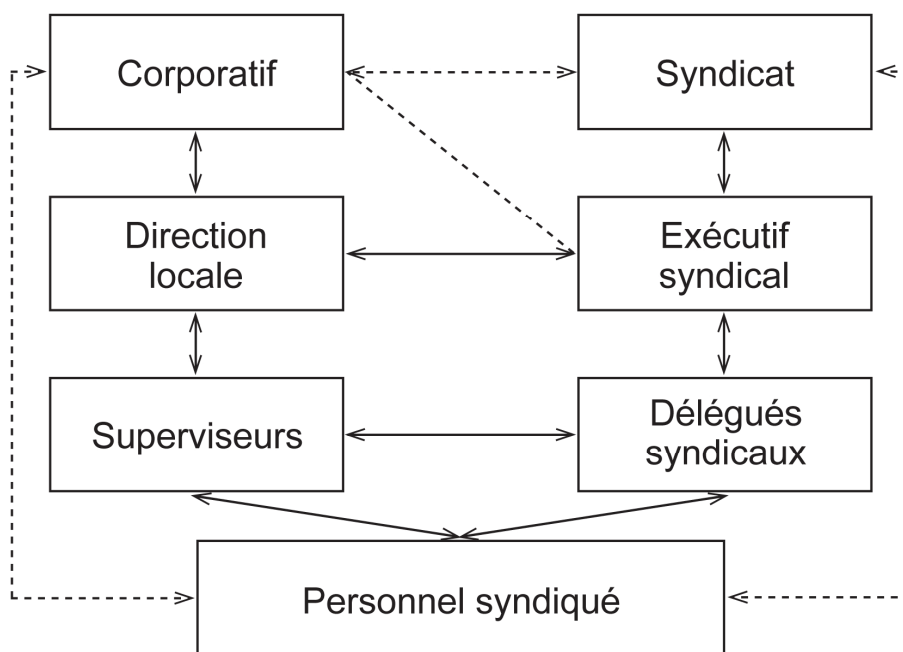 Corporatif
Syndicat
Direction
locale
Exécutif
syndical
Superviseurs
Délégués
syndicaux
Personnel syndiqué